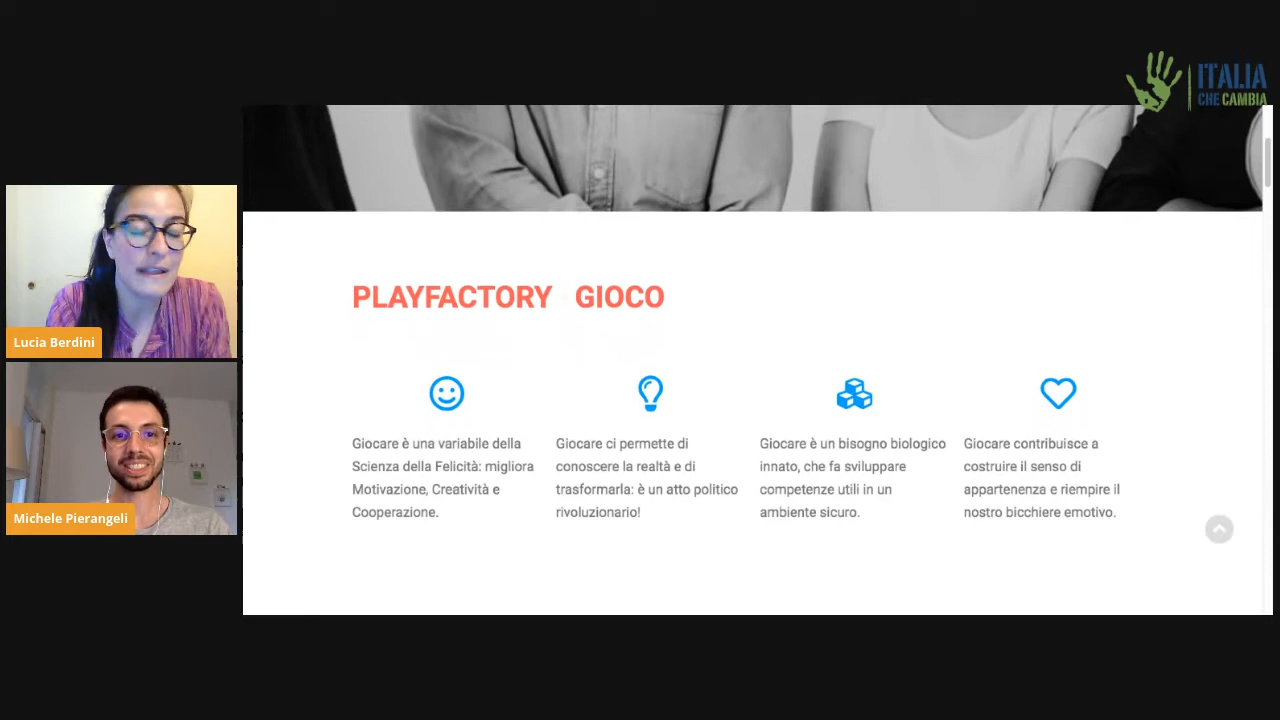 ITALIA
CHE CAMBIA
Lucia Berdini
Michele Pierangeli
PLAYFACTORY GIOCO
Giocare è una variabile della
Scienza della Felicità: migliora
Motivazione, Creatività e
Cooperazione.
Giocare ci permette di
conoscere la realtà e di
trasformarla: è un atto politico
rivoluzionario!
Giocare è un bisogno biologico
innato, che fa sviluppare
competenze utili in un
ambiente sicuro.
Giocare contribuisce a
costruire il senso di
appartenenza e riempire il
nostro bicchiere emotivo.